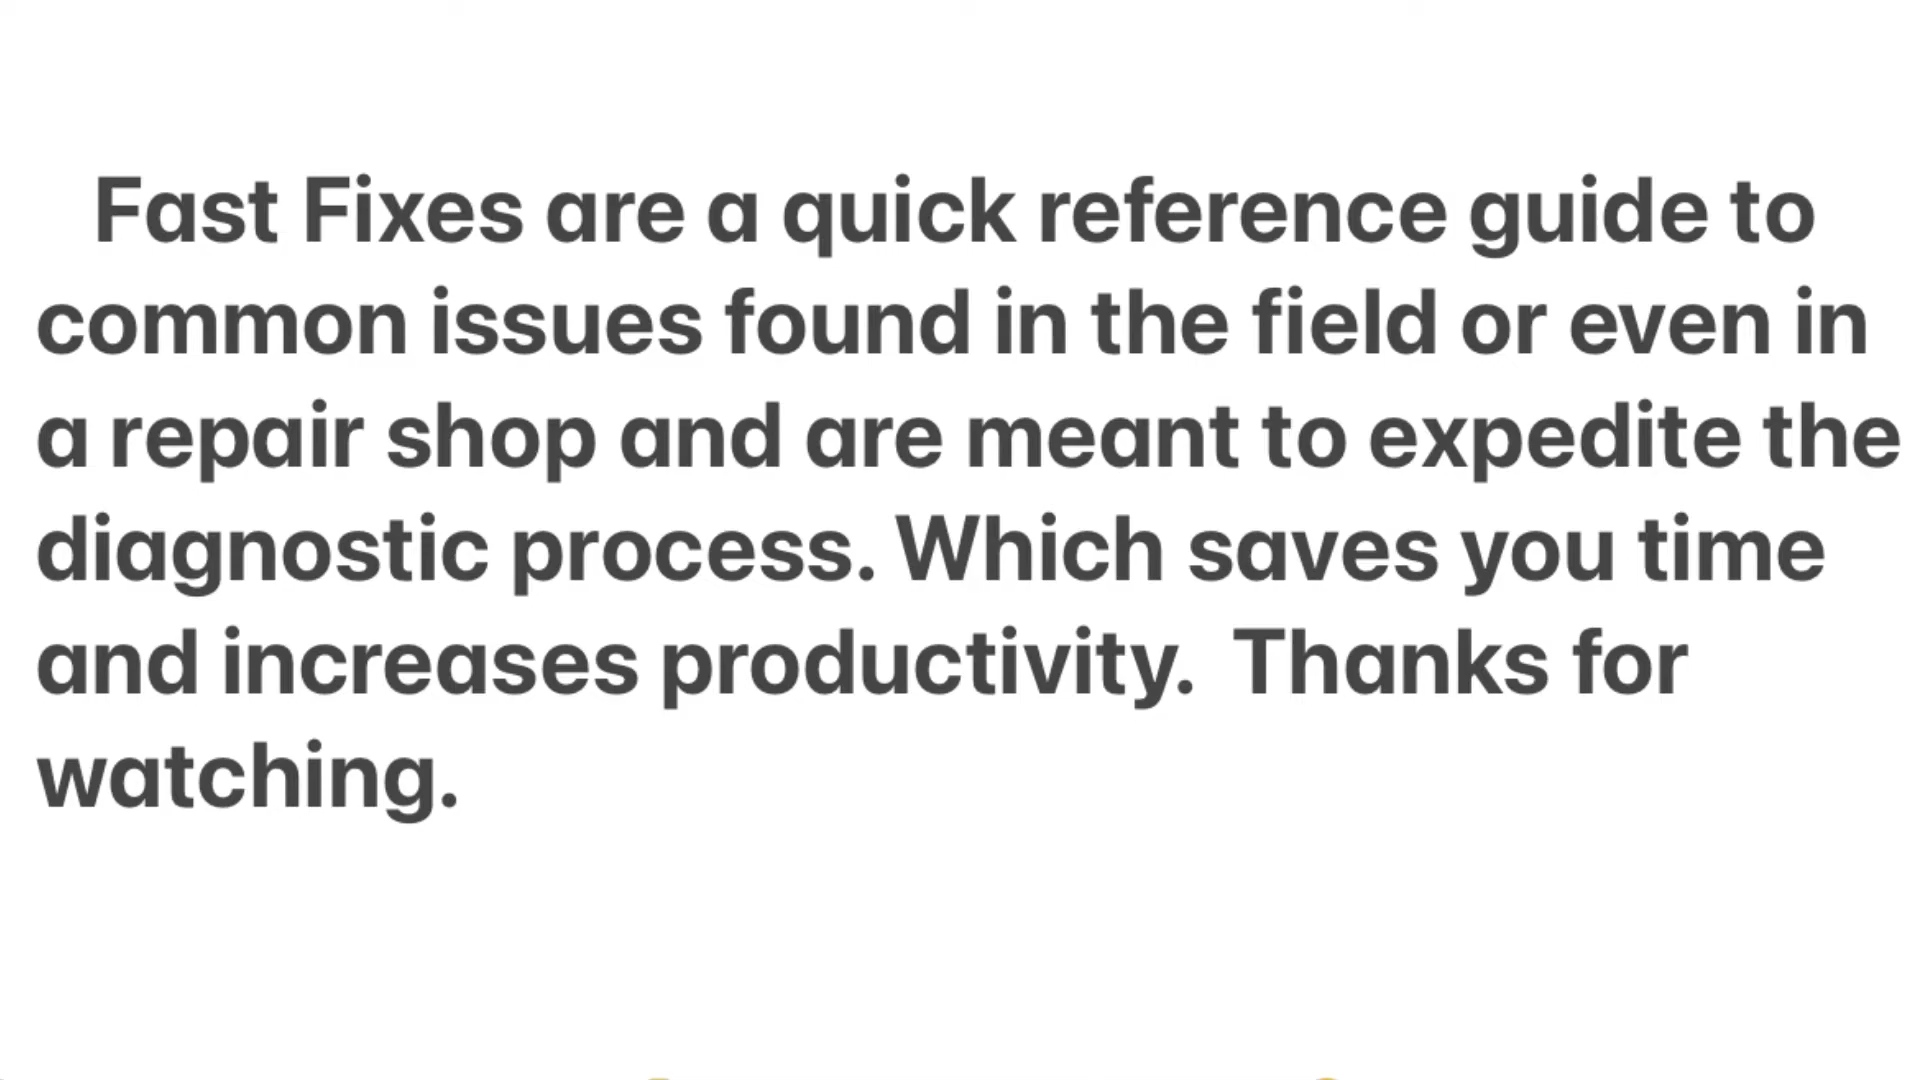 Fast Fixes are a quick reference guide to
common issues found in the field or even in
a repair shop and are meant to expedite the
diagnostic process. Which saves you time
and increases productivity.  Thanks for
watching.